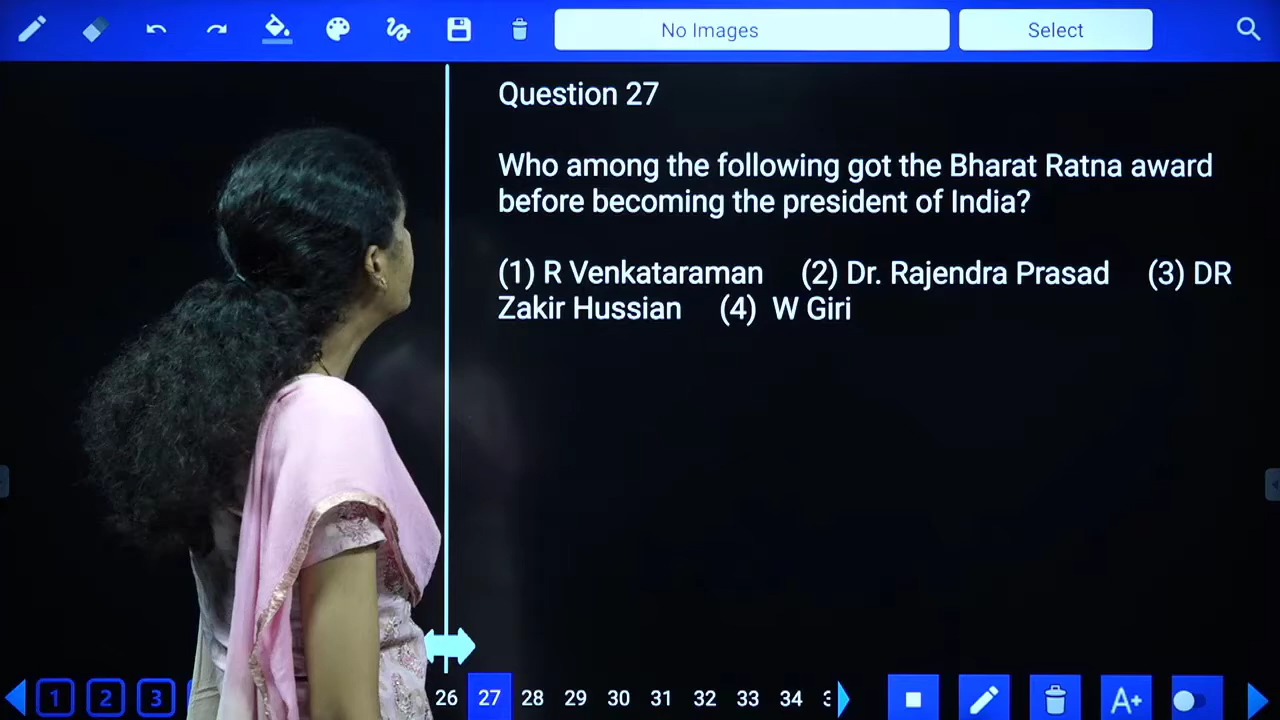 No Images
Select
Question 27
Who among the following got the Bharat Ratna award
before becoming the president of India?
(1) R Venkataraman (2) Dr. Rajendra Prasad (3) DR
Zakir Hussian (4) W Giri
1 2 3 26 27 28 29 30 31 32 33 34 A+